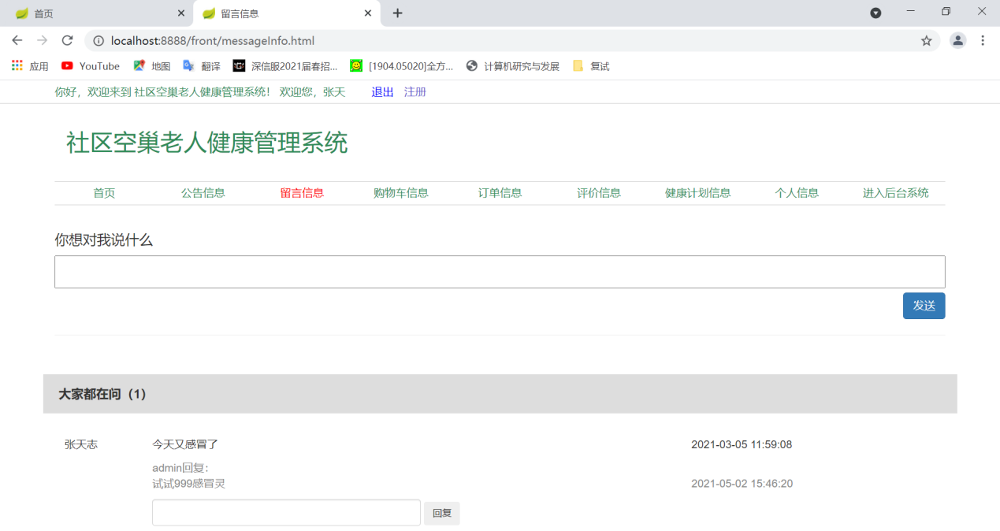 首页
留言信息
localhost:8888/front/messageInfo.html
应用 YouTube 地图 翻译 深信服2021届春招... [1904.05020]全方... 计算机研究与发展 复试
你好，欢迎来到 社区空巢老人健康管理系统! 欢迎您，张天 退出 注册
社区空巢老人健康管理系统
首页 公告信息 留言信息 购物车信息 订单信息 评价信息 健康计划信息 个人信息 进入后台系统
你想对我说什么
发送
大家都在问（1）
张天志 今天又感冒了 2021-03-05 11:59:08
admin回复：
试试999感冒灵 2021-05-02 15:46:20
回复